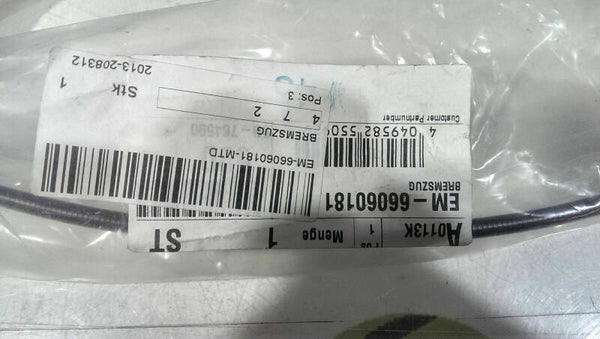 A0113K
Pos
1
Menge
1
ST
EM-66060181
BREMSZUG
4 049582 5509
Customer Partnumber
EM-66060181-MTD
BREMSZUG
764590
4 7 2
Pos: 3
Stk
1
2013-208312